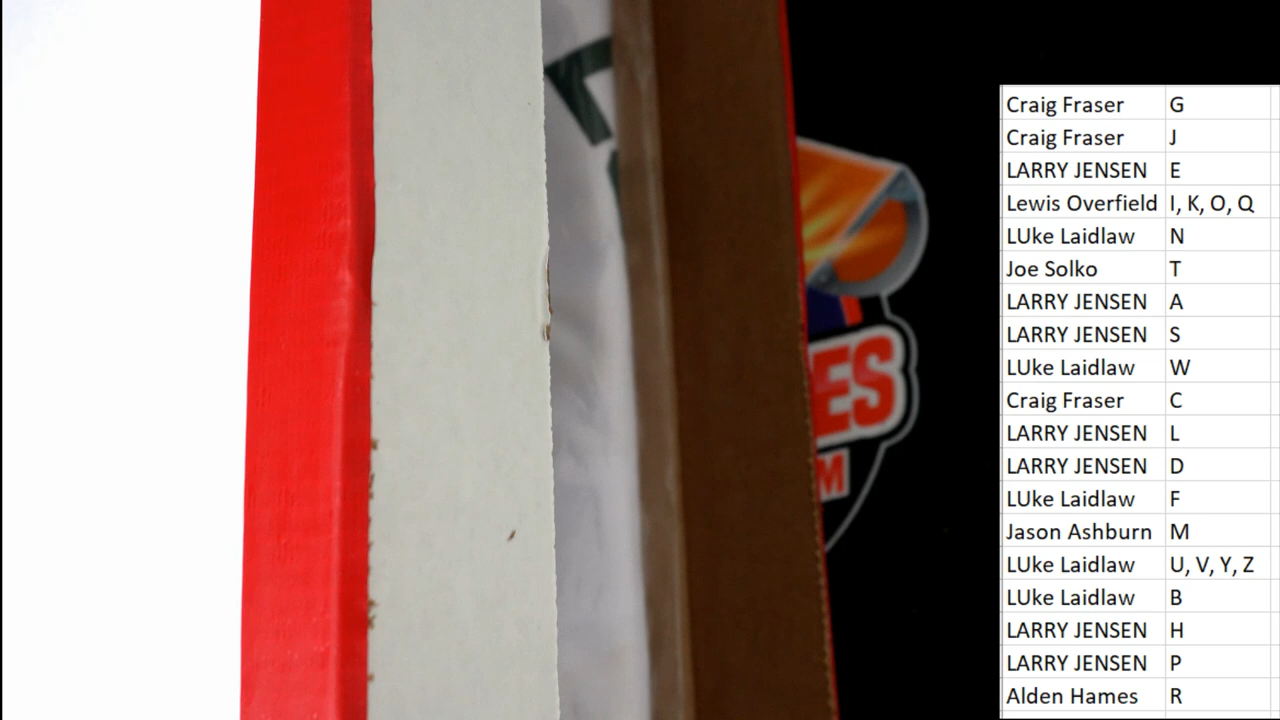 Craig Fraser G
Craig Fraser J
LARRY JENSEN E
Lewis Overfield I, K, O, Q
LUke Laidlaw N
Joe Solko T
LARRY JENSEN A
LARRY JENSEN S
LUke Laidlaw W
Craig Fraser C
LARRY JENSEN L
LARRY JENSEN D
LUke Laidlaw F
Jason Ashburn M
LUke Laidlaw U, V, Y, Z
LUke Laidlaw B
LARRY JENSEN H
LARRY JENSEN P
Alden Hames R
ES
M